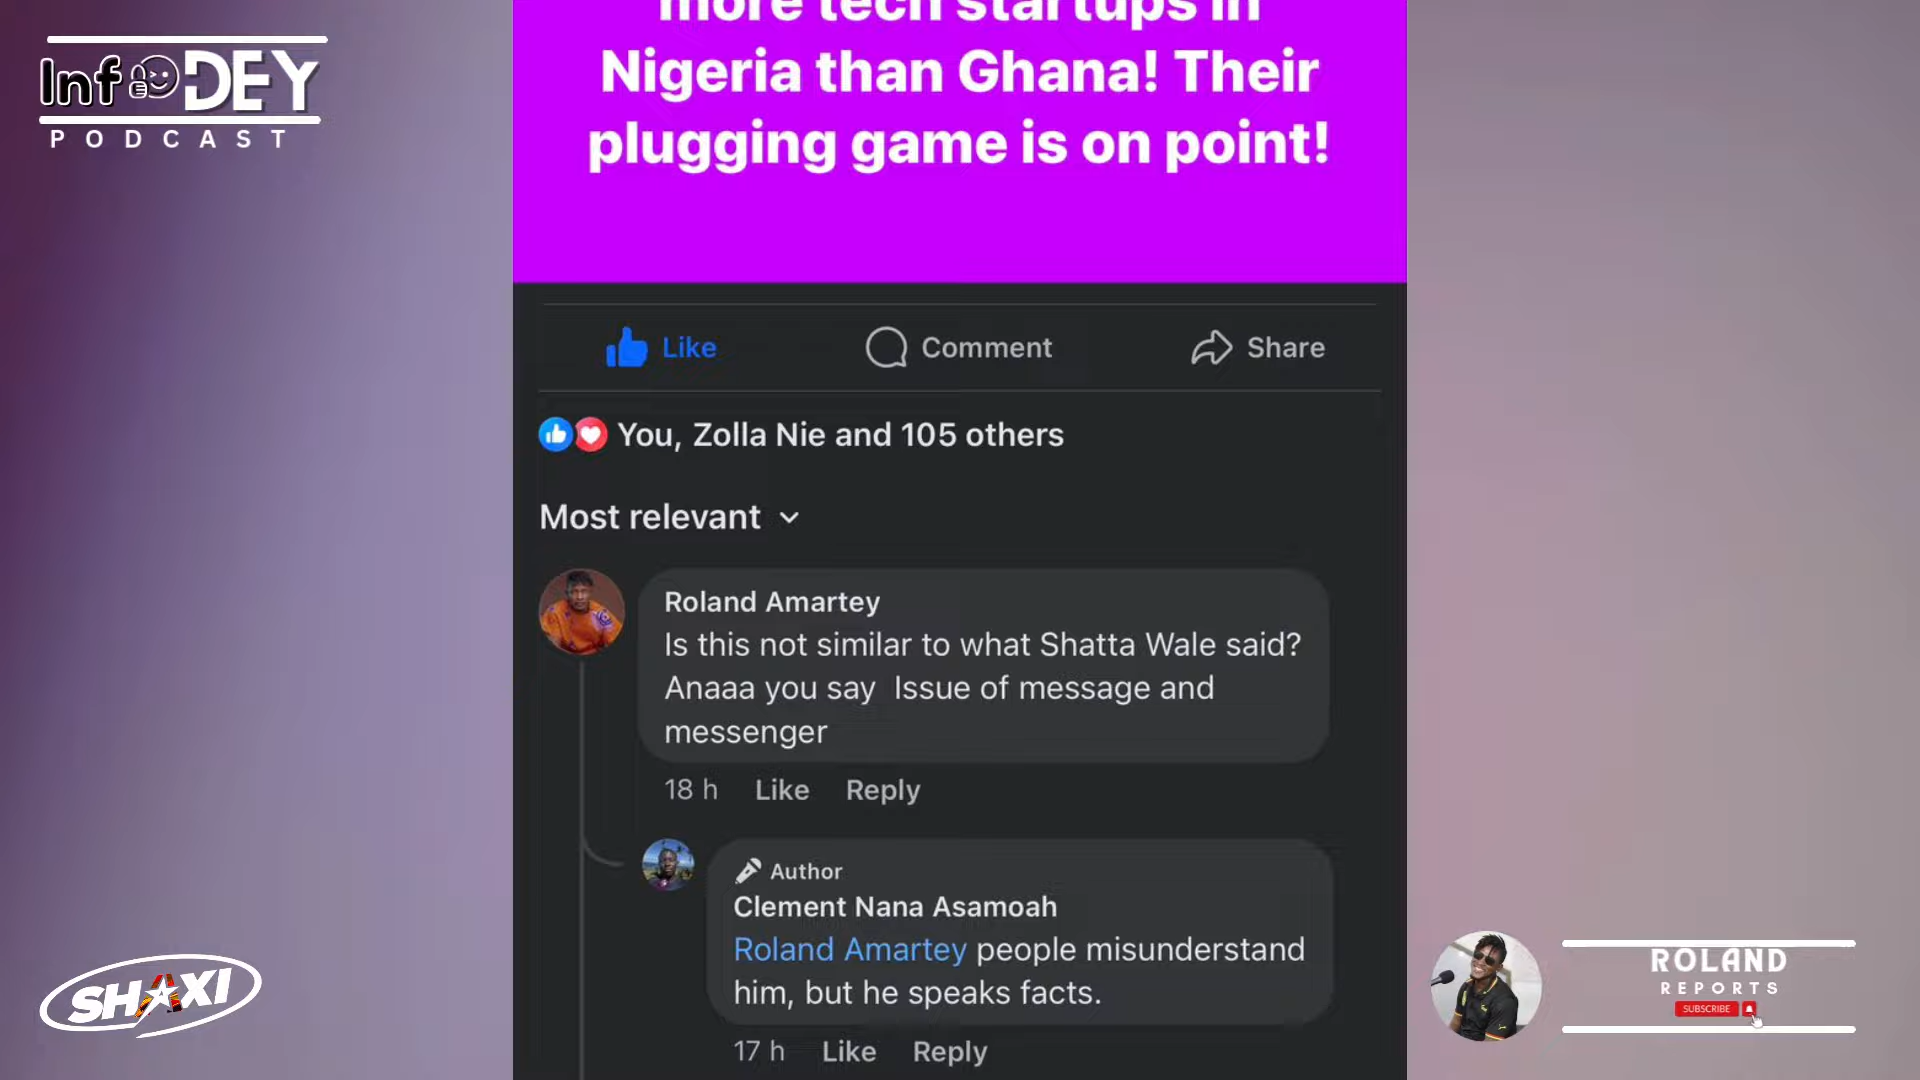 Inf DEY
PODCAST
more tech startups in
Nigeria than Ghana! Their
plugging game is on point!
Like
Comment
Share
You, Zolla Nie and 105 others
Most relevant
Roland Amartey
Is this not similar to what Shatta Wale said?
Anaaa you say Issue of message and
messenger
18 h Like Reply
Author
Clement Nana Asamoah
Roland Amartey people misunderstand
him, but he speaks facts.
17 h Like Reply
SHAXI
ROLAND
REPORTS
SUBSCRIBE